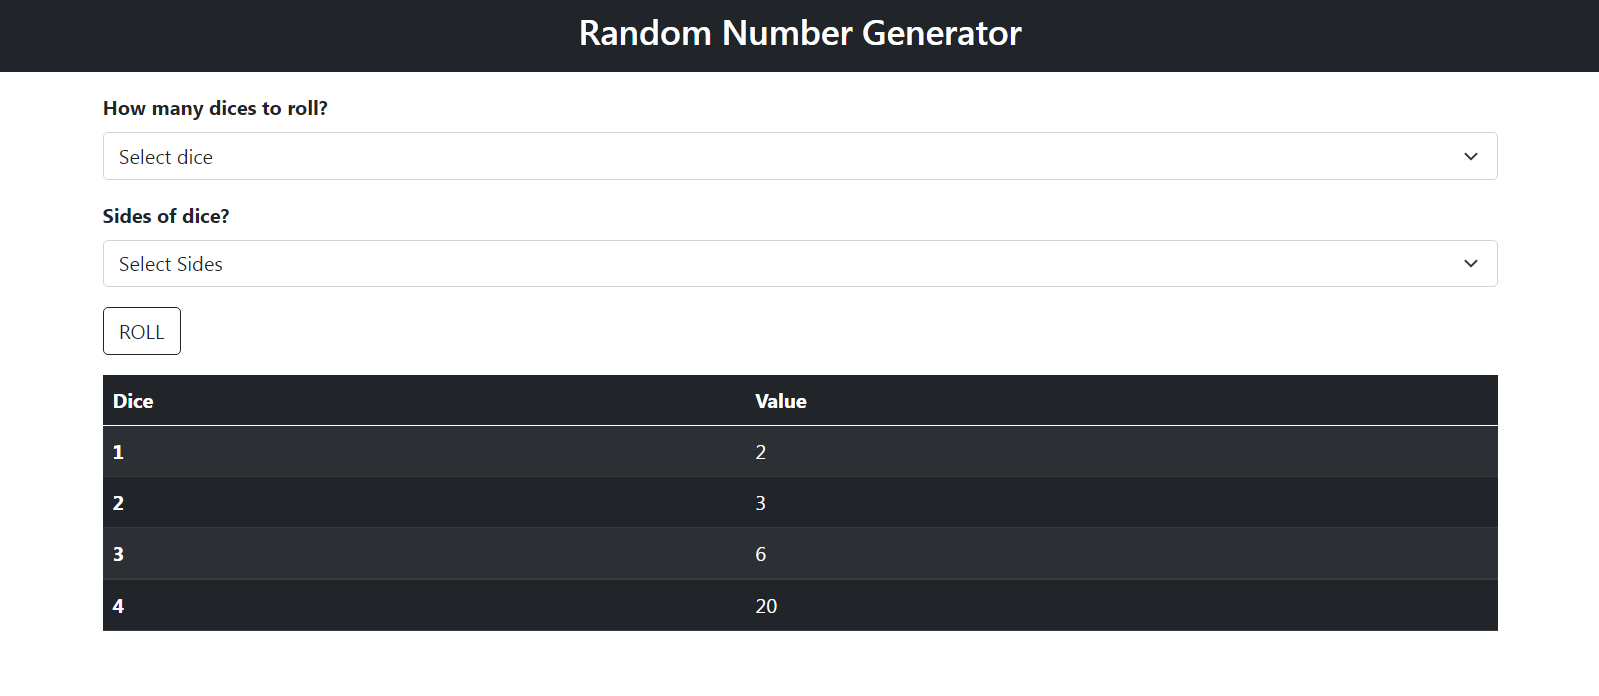 Random Number Generator
How many dices to roll?
Select dice
Sides of dice?
Select Sides
ROLL
Dice Value
1 2
2 3
3 6
4 20